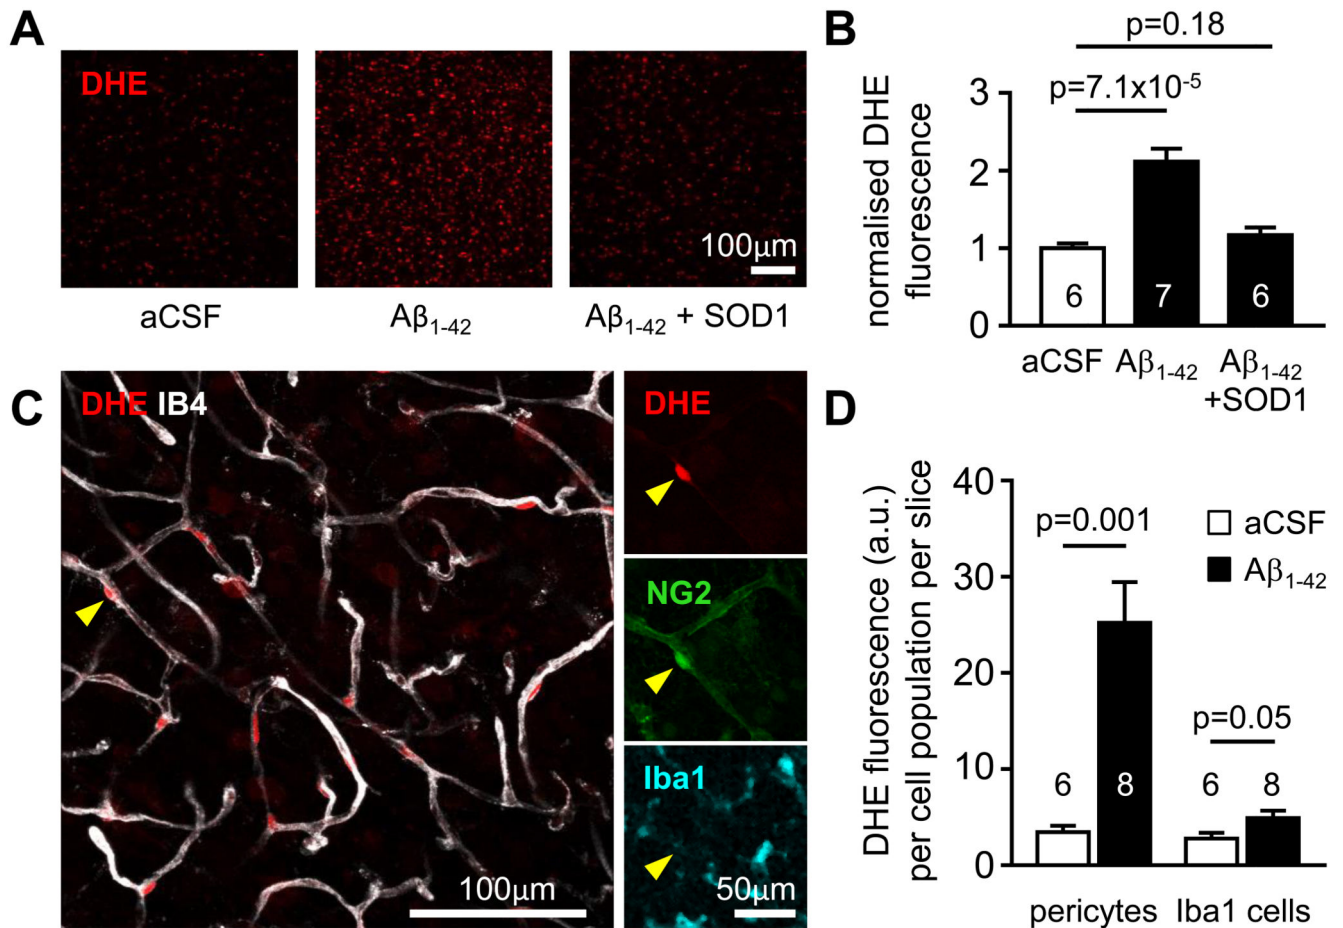 A
DHE
100μm
aCSF
Aβ1-42
Aβ1-42 + SOD1
B
p=0.18
p=7.1x10-5
normalised DHE
fluorescence
3
2
1
0
6
7
6
aCSF
Aβ1-42
Aβ1-42
+SOD1
C
DHE IB4
100μm
DHE
NG2
Iba1
50μm
D
DHE fluorescence (a.u.)
per cell population per slice
40
30
20
10
0
p=0.001
aCSF
Aβ1-42
p=0.05
6
8
6
8
pericytes
Iba1 cells